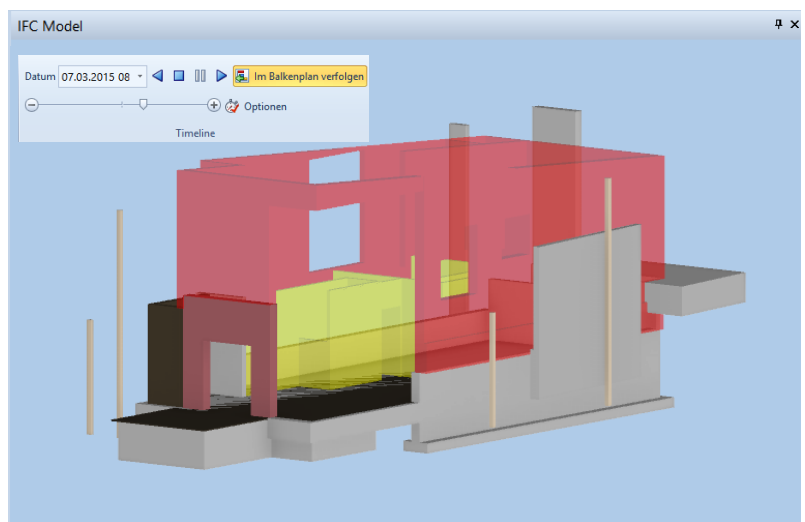 IFC Model
Datum 07.03.2015 08 Im Balkenplan verfolgen
Optionen
Timeline